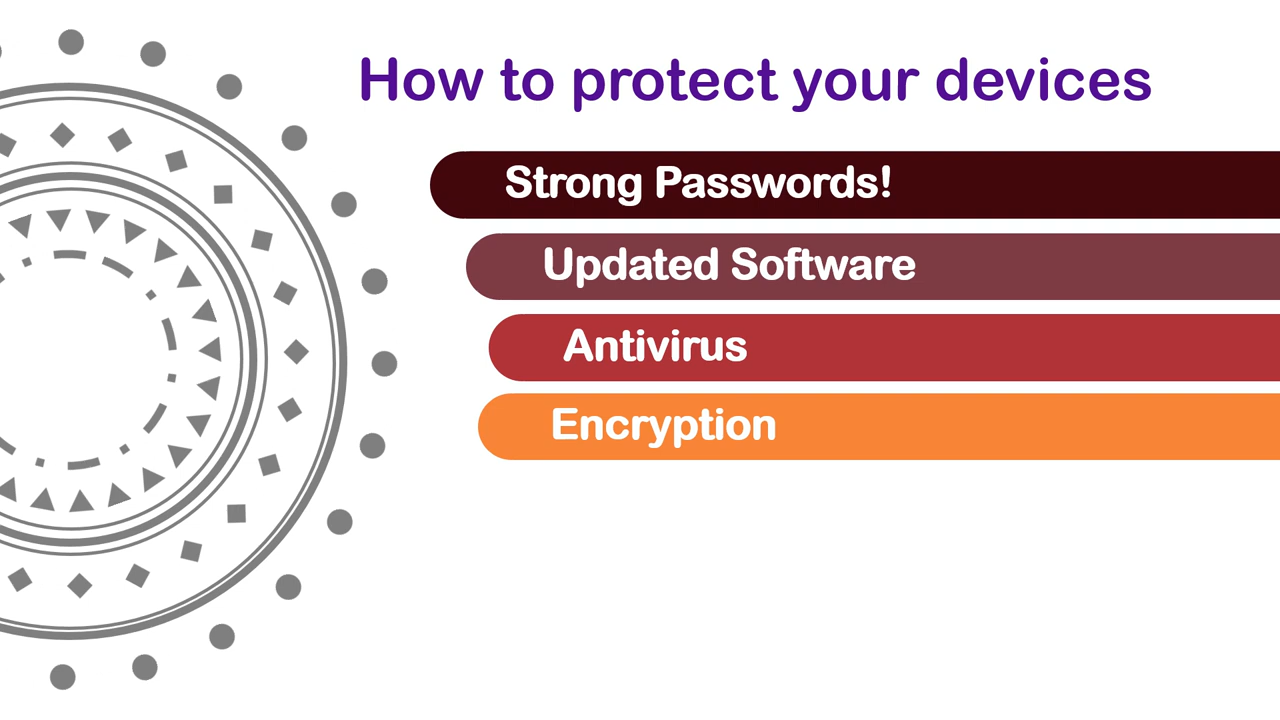 How to protect your devices
Strong Passwords!
Updated Software
Antivirus
Encryption